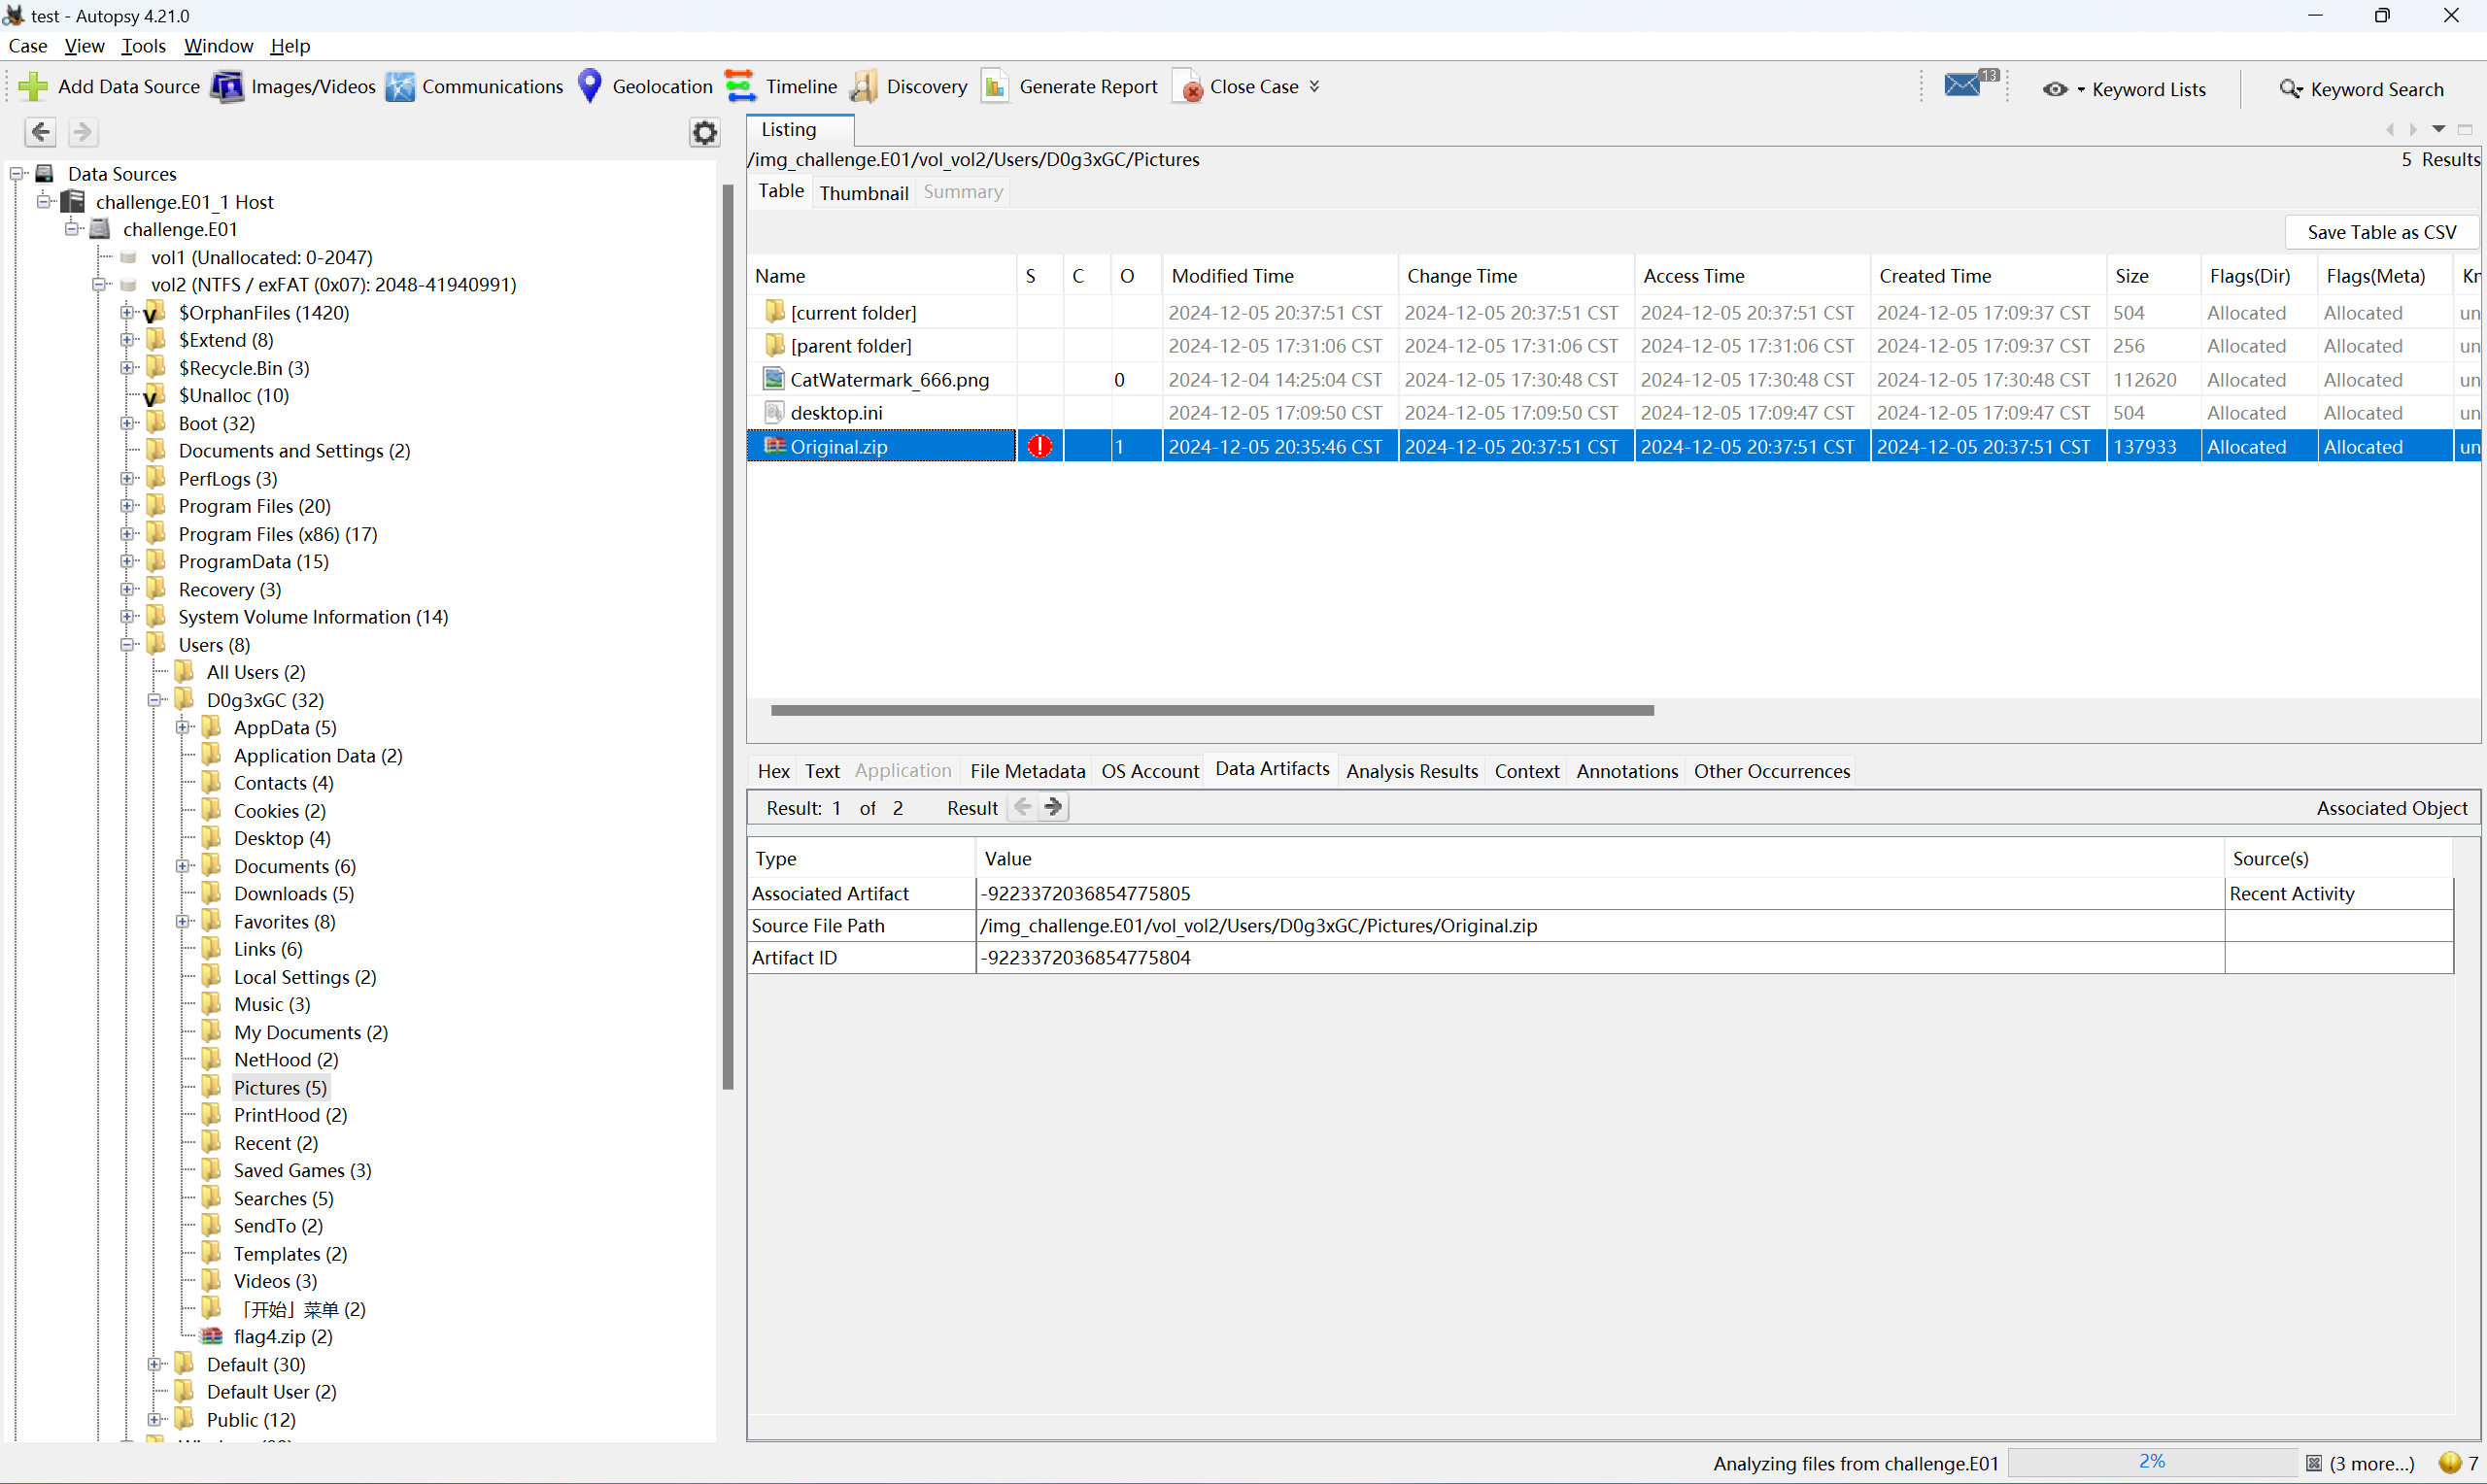 test - Autopsy 4.21.0
Case View Tools Window Help
Add Data Source Images/Videos Communications Geolocation Timeline Discovery Generate Report Close Case 13 Keyword Lists Keyword Search
Listing
/img_challenge.E01/vol_vol2/Users/D0g3xGC/Pictures 5 Results
Table Thumbnail Summary
Save Table as CSV
Name S C O Modified Time Change Time Access Time Created Time Size Flags(Dir) Flags(Meta) Kn
[current folder] 2024-12-05 20:37:51 CST 2024-12-05 20:37:51 CST 2024-12-05 20:37:51 CST 2024-12-05 17:09:37 CST 504 Allocated Allocated un
[parent folder] 2024-12-05 17:31:06 CST 2024-12-05 17:31:06 CST 2024-12-05 17:31:06 CST 2024-12-05 17:09:37 CST 256 Allocated Allocated un
CatWatermark_666.png 0 2024-12-04 14:25:04 CST 2024-12-05 17:30:48 CST 2024-12-05 17:30:48 CST 2024-12-05 17:30:48 CST 112620 Allocated Allocated un
desktop.ini 2024-12-05 17:09:50 CST 2024-12-05 17:09:50 CST 2024-12-05 17:09:47 CST 2024-12-05 17:09:47 CST 504 Allocated Allocated un
Original.zip 1 2024-12-05 20:35:46 CST 2024-12-05 20:37:51 CST 2024-12-05 20:37:51 CST 2024-12-05 20:37:51 CST 137933 Allocated Allocated un
Data Sources
challenge.E01_1 Host
challenge.E01
vol1 (Unallocated: 0-2047)
vol2 (NTFS / exFAT (0x07): 2048-41940991)
$OrphanFiles (1420)
$Extend (8)
$Recycle.Bin (3)
$Unalloc (10)
Boot (32)
Documents and Settings (2)
PerfLogs (3)
Program Files (20)
Program Files (x86) (17)
ProgramData (15)
Recovery (3)
System Volume Information (14)
Users (8)
All Users (2)
D0g3xGC (32)
AppData (5)
Application Data (2)
Contacts (4)
Cookies (2)
Desktop (4)
Documents (6)
Downloads (5)
Favorites (8)
Links (6)
Local Settings (2)
Music (3)
My Documents (2)
NetHood (2)
Pictures (5)
PrintHood (2)
Recent (2)
Saved Games (3)
Searches (5)
SendTo (2)
Templates (2)
Videos (3)
「开始」菜单 (2)
flag4.zip (2)
Default (30)
Default User (2)
Public (12)
Hex Text Application File Metadata OS Account Data Artifacts Analysis Results Context Annotations Other Occurrences
Result: 1 of 2 Result Associated Object
Type Value Source(s)
Associated Artifact -9223372036854775805 Recent Activity
Source File Path /img_challenge.E01/vol_vol2/Users/D0g3xGC/Pictures/Original.zip
Artifact ID -9223372036854775804
Analyzing files from challenge.E01 2% (3 more...) 7